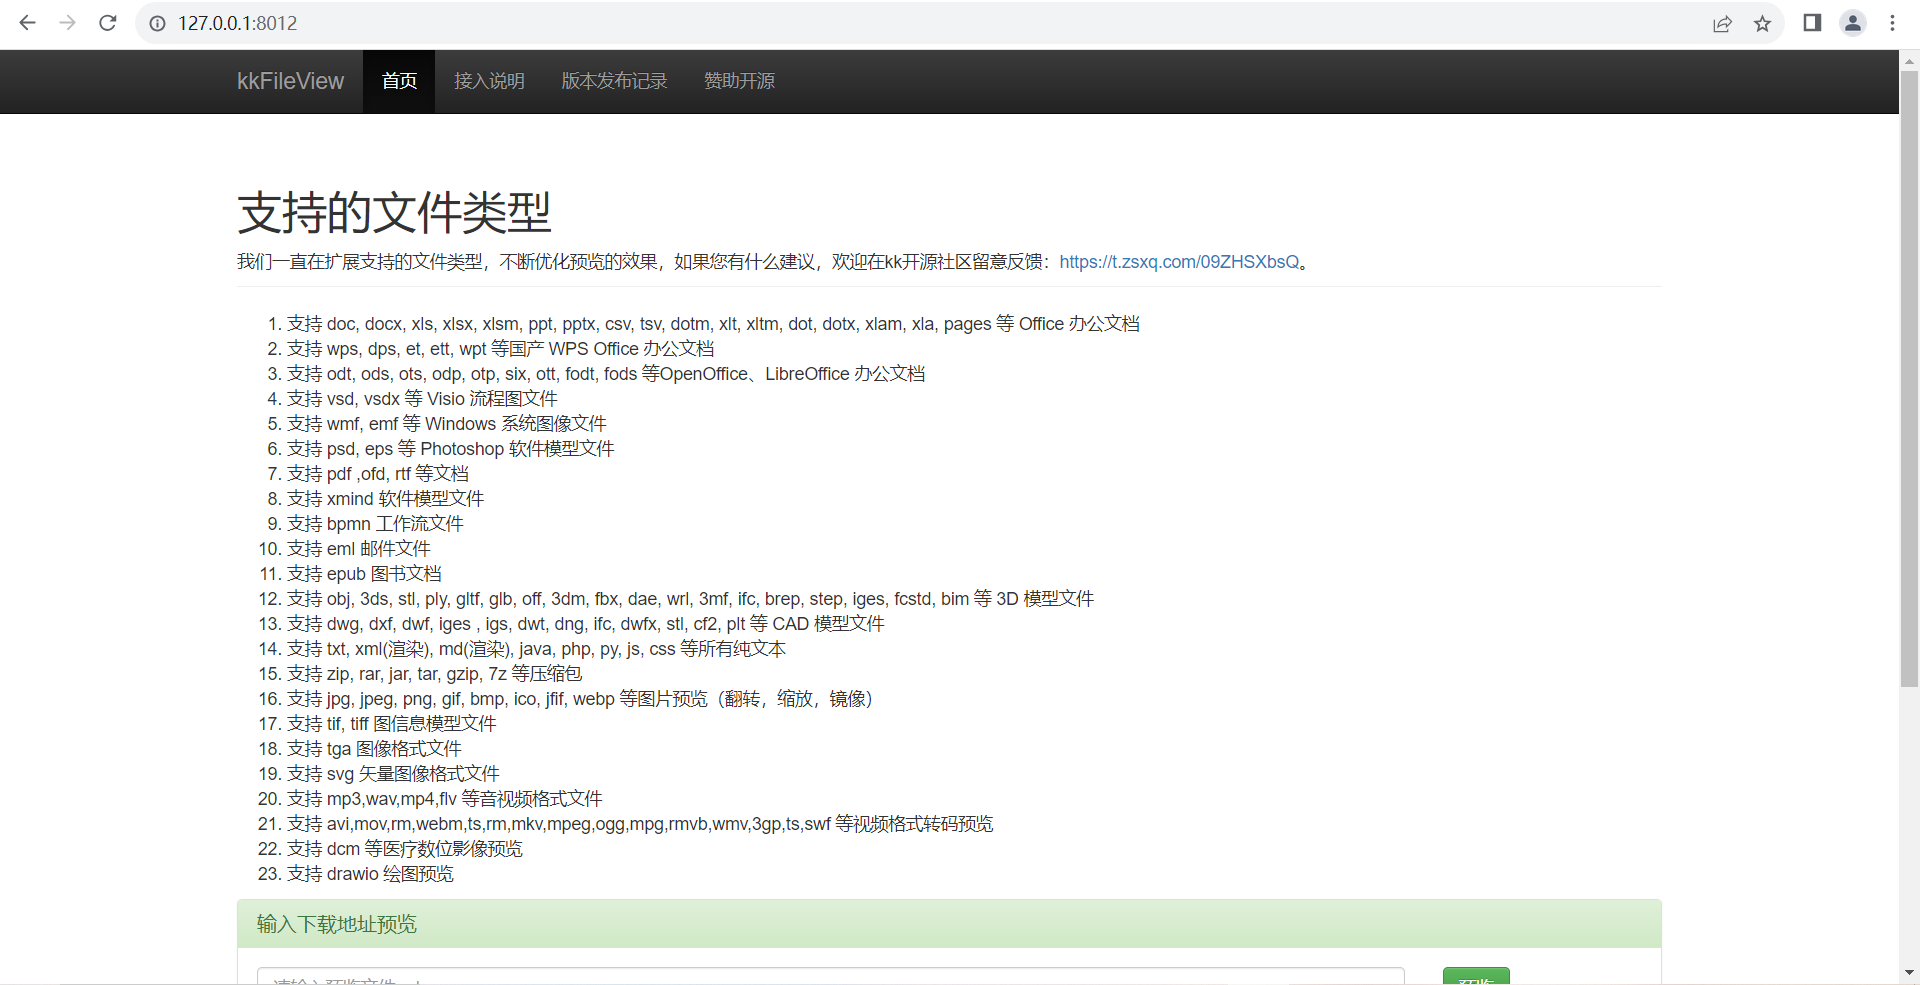 127.0.0.1:8012
kkFileView 首页 接入说明 版本发布记录 赞助开源
支持的文件类型
我们一直在扩展支持的文件类型，不断优化预览的效果，如果您有什么建议，欢迎在kk开源社区留意反馈：https://t.zsxq.com/09ZHSXbsQ。
1. 支持 doc, docx, xls, xlsx, xlsm, ppt, pptx, csv, tsv, dotm, xlt, xltm, dot, dotx, xlam, xla, pages 等 Office 办公文档
2. 支持 wps, dps, et, ett, wpt 等国产 WPS Office 办公文档
3. 支持 odt, ods, ots, odp, otp, six, ott, fodt, fods 等OpenOffice、LibreOffice 办公文档
4. 支持 vsd, vsdx 等 Visio 流程图文件
5. 支持 wmf, emf 等 Windows 系统图像文件
6. 支持 psd, eps 等 Photoshop 软件模型文件
7. 支持 pdf ,ofd, rtf 等文档
8. 支持 xmind 软件模型文件
9. 支持 bpmn 工作流文件
10. 支持 eml 邮件文件
11. 支持 epub 图书文档
12. 支持 obj, 3ds, stl, ply, gltf, glb, off, 3dm, fbx, dae, wrl, 3mf, ifc, brep, step, iges, fcstd, bim 等 3D 模型文件
13. 支持 dwg, dxf, dwf, iges , igs, dwt, dng, ifc, dwfx, stl, cf2, plt 等 CAD 模型文件
14. 支持 txt, xml(渲染), md(渲染), java, php, py, js, css 等所有纯文本
15. 支持 zip, rar, jar, tar, gzip, 7z 等压缩包
16. 支持 jpg, jpeg, png, gif, bmp, ico, jfif, webp 等图片预览（翻转，缩放，镜像）
17. 支持 tif, tiff 图信息模型文件
18. 支持 tga 图像格式文件
19. 支持 svg 矢量图像格式文件
20. 支持 mp3,wav,mp4,flv 等音视频格式文件
21. 支持 avi,mov,rm,webm,ts,rm,mkv,mpeg,ogg,mpg,rmvb,wmv,3gp,ts,swf 等视频格式转码预览
22. 支持 dcm 等医疗数位影像预览
23. 支持 drawio 绘图预览
输入下载地址预览